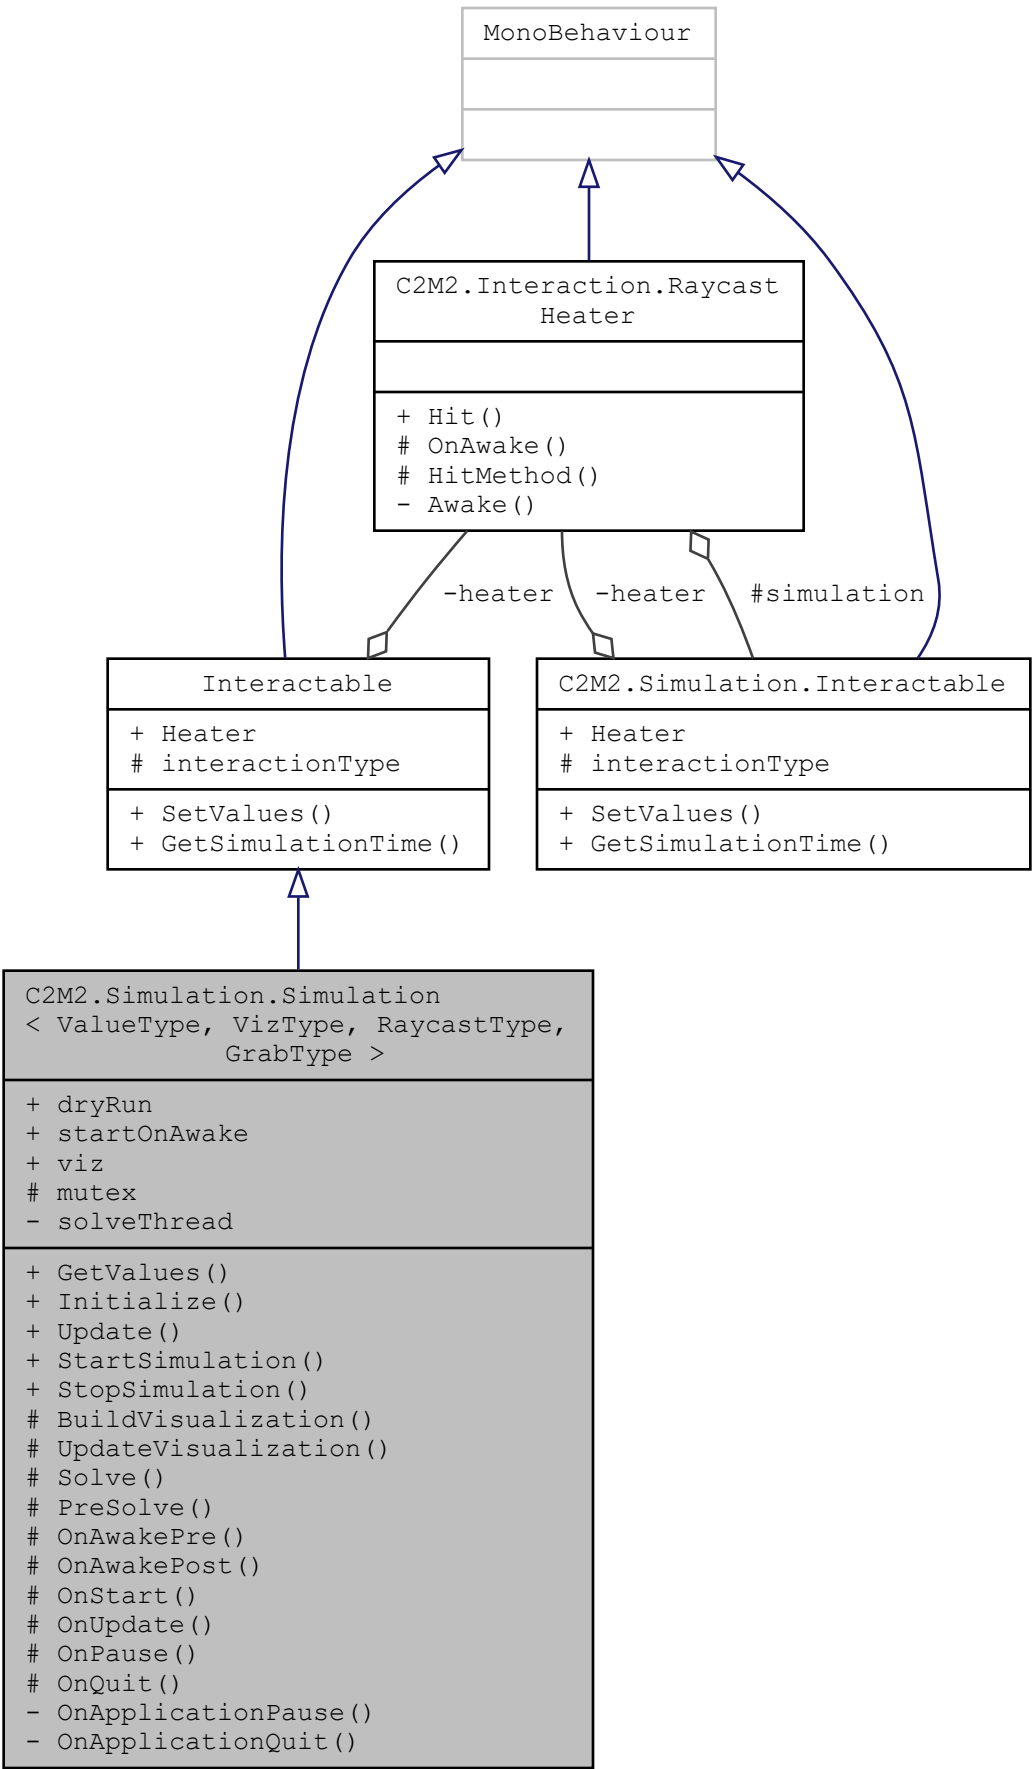 MonoBehaviour
C2M2.Interaction.Raycast
Heater
+ Hit()
# OnAwake()
# HitMethod()
- Awake()
-heater
-heater
#simulation
Interactable
+ Heater
# interactionType
+ SetValues()
+ GetSimulationTime()
C2M2.Simulation.Interactable
+ Heater
# interactionType
+ SetValues()
+ GetSimulationTime()
C2M2.Simulation.Simulation
< ValueType, VizType, RaycastType,
GrabType >
+ dryRun
+ startOnAwake
+ viz
# mutex
- solveThread
+ GetValues()
+ Initialize()
+ Update()
+ StartSimulation()
+ StopSimulation()
# BuildVisualization()
# UpdateVisualization()
# Solve()
# PreSolve()
# OnAwakePre()
# OnAwakePost()
# OnStart()
# OnUpdate()
# OnPause()
# OnQuit()
- OnApplicationPause()
- OnApplicationQuit()